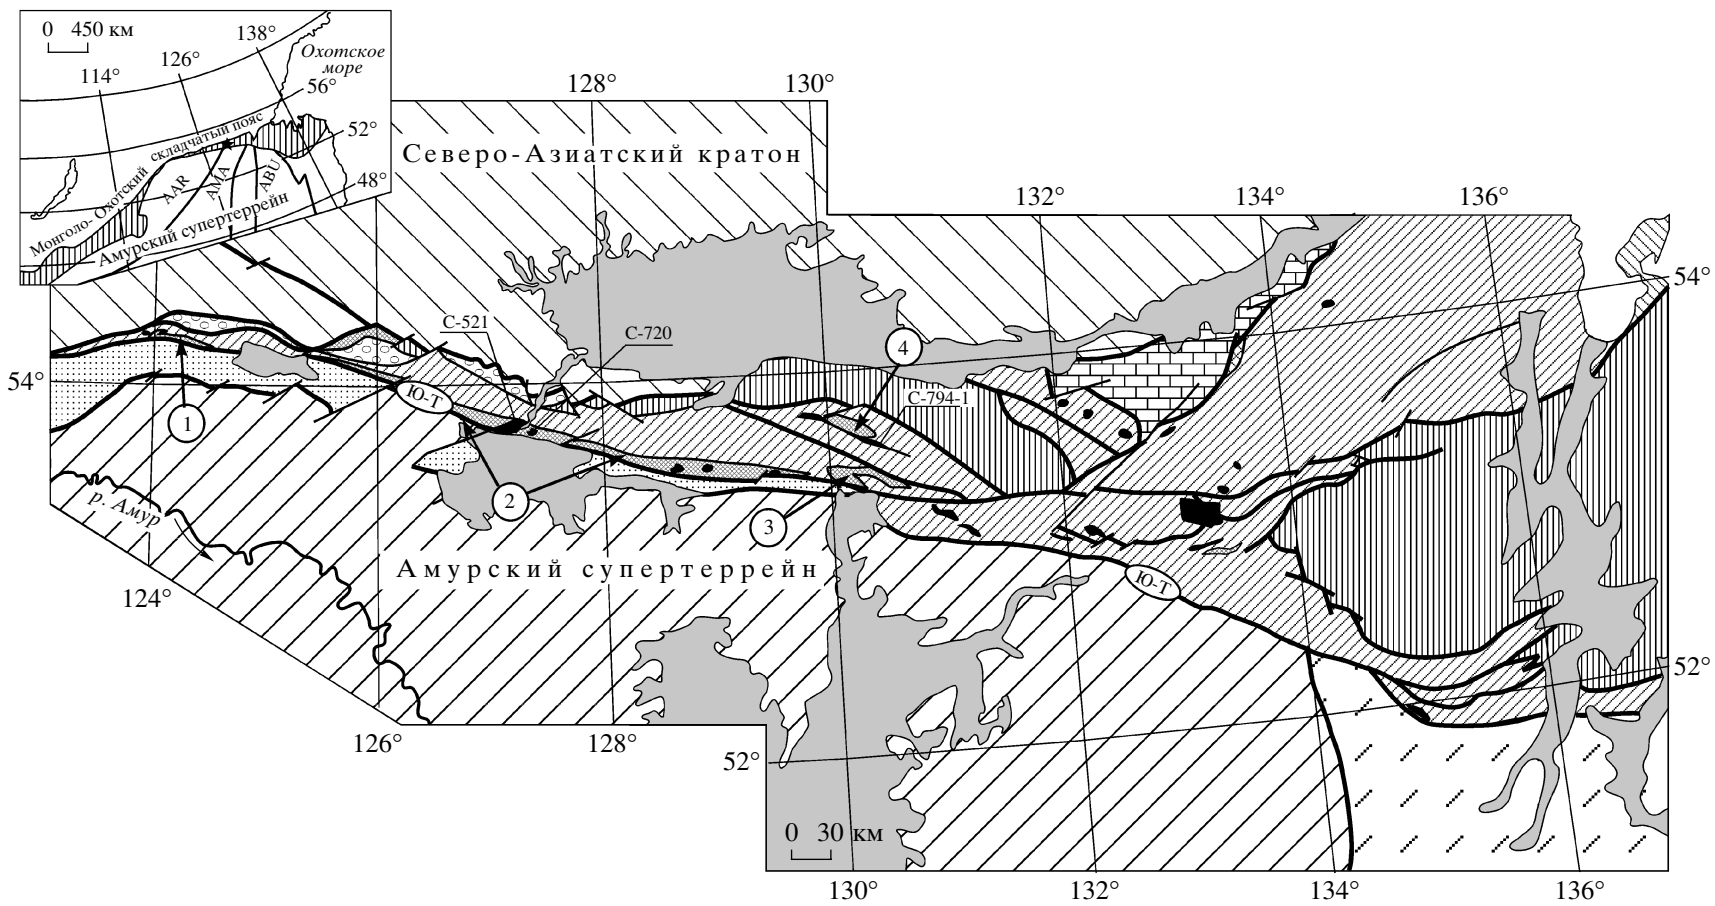 0 450 км
138°
Охотское
море
126°
114°
56°
52°
48°
Монголо-Охотский складчатый пояс
AAR
AMA
ABU
Амурский супертеррейн
128°
130°
Северо-Азиатский кратон
132°
134°
136°
54°
С-521
С-720
4
54°
Ю-Т
С-794-1
1
2
3
р. Амур
Амурский супертеррейн
Ю-Т
124°
52°
126°
128°
52°
0 30 км
130°
132°
134°
136°